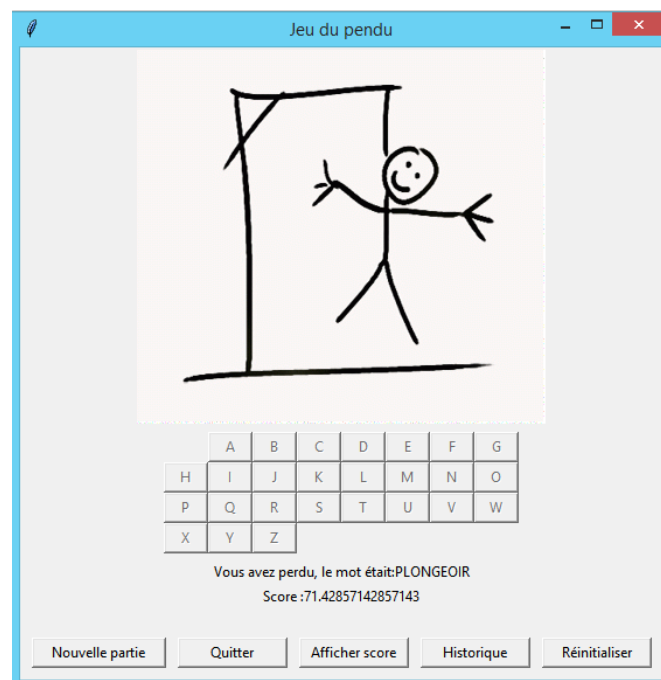 Jeu du pendu
A B C D E F G
H I J K L M N O
P Q R S T U V W
X Y Z
Vous avez perdu, le mot était:PLONGEOIR
Score :71.42857142857143
Nouvelle partie Quitter Afficher score Historique Réinitialiser